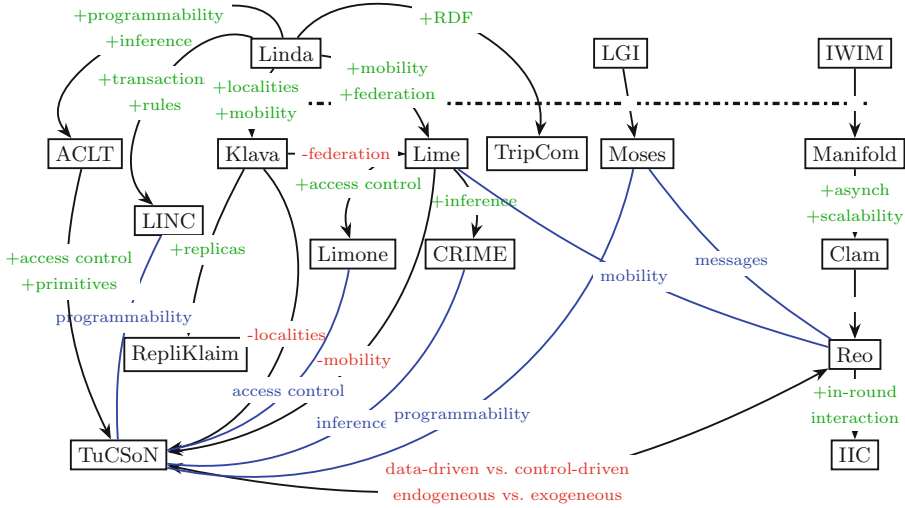 +programmability
+RDF
+inference
Linda
LGI
IWIM
+mobility
+transaction
+localities
+federation
+rules
+mobility
ACLT
Klava
-federation
Lime
TripCom
Moses
Manifold
+access control
+asynch
+inference
LINC
+scalability
+replicas
Limone
CRIME
Clam
+access control
messages
mobility
+primitives
programmability
-localities
RepliKlaim
-mobility
Reo
access control
+in-round
programmability
interaction
inference
TuCSoN
IIC
data-driven vs. control-driven
endogeneous vs. exogeneous